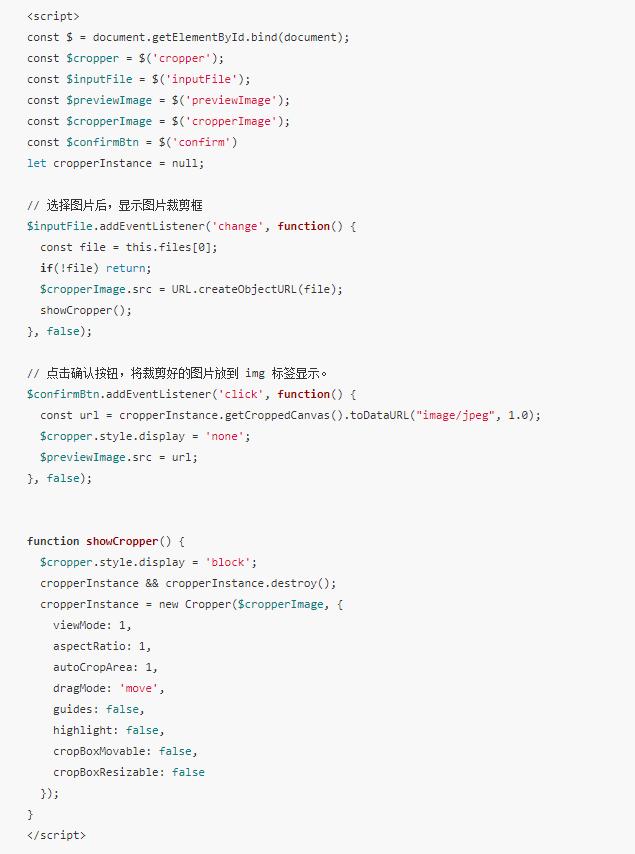 <script>
const $ = document.getElementById.bind(document);
const $cropper = $('cropper');
const $inputFile = $('inputFile');
const $previewImage = $('previewImage');
const $cropperImage = $('cropperImage');
const $confirmBtn = $('confirm')
let cropperInstance = null;

// 选择图片后，显示图片裁剪框
$inputFile.addEventListener('change', function() {
  const file = this.files[0];
  if(!file) return;
  $cropperImage.src = URL.createObjectURL(file);
  showCropper();
}, false);

// 点击确认按钮，将裁剪好的图片放到 img 标签显示。
$confirmBtn.addEventListener('click', function() {
  const url = cropperInstance.getCroppedCanvas().toDataURL("image/jpeg", 1.0);
  $cropper.style.display = 'none';
  $previewImage.src = url;
}, false);

function showCropper() {
  $cropper.style.display = 'block';
  cropperInstance && cropperInstance.destroy();
  cropperInstance = new Cropper($cropperImage, {
    viewMode: 1,
    aspectRatio: 1,
    autoCropArea: 1,
    dragMode: 'move',
    guides: false,
    highlight: false,
    cropBoxMovable: false,
    cropBoxResizable: false
  });
}
</script>